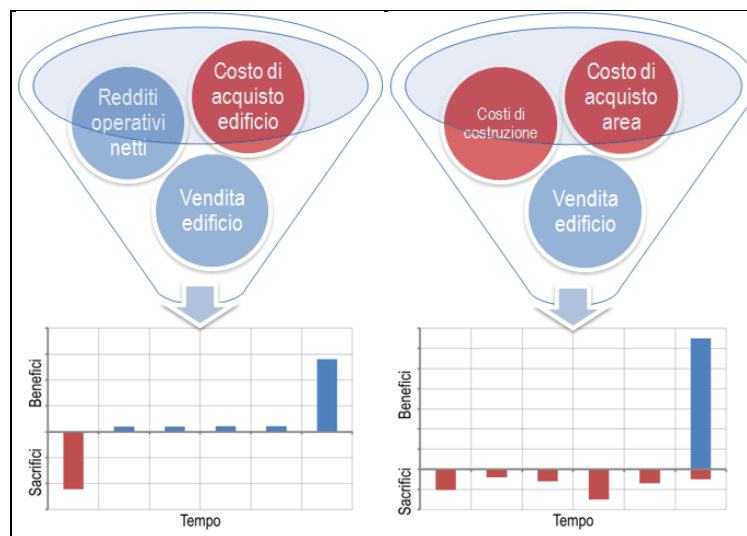 Redditi
operativi
netti
Costo di
acquisto
edificio
Vendita
edificio
Benefici
Sacrifici
Tempo
Costi di
costruzione
Costo di
acquisto
area
Vendita
edificio
Benefici
Sacrifici
Tempo